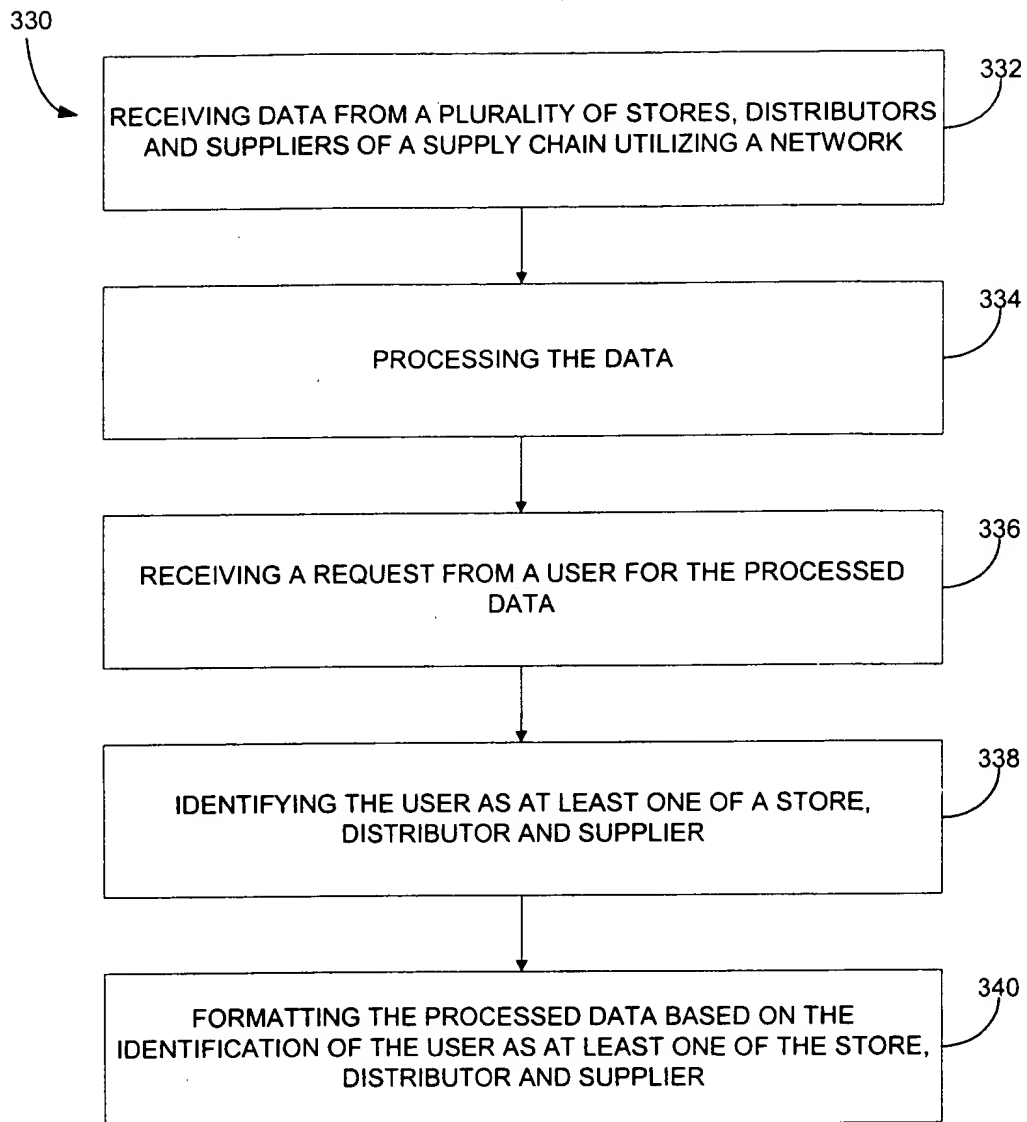 330
332
RECEIVING DATA FROM A PLURALITY OF STORES, DISTRIBUTORS
AND SUPPLIERS OF A SUPPLY CHAIN UTILIZING A NETWORK
334
PROCESSING THE DATA
336
RECEIVING A REQUEST FROM A USER FOR THE PROCESSED
DATA
338
IDENTIFYING THE USER AS AT LEAST ONE OF A STORE,
DISTRIBUTOR AND SUPPLIER
340
FORMATTING THE PROCESSED DATA BASED ON THE
IDENTIFICATION OF THE USER AS AT LEAST ONE OF THE STORE,
DISTRIBUTOR AND SUPPLIER